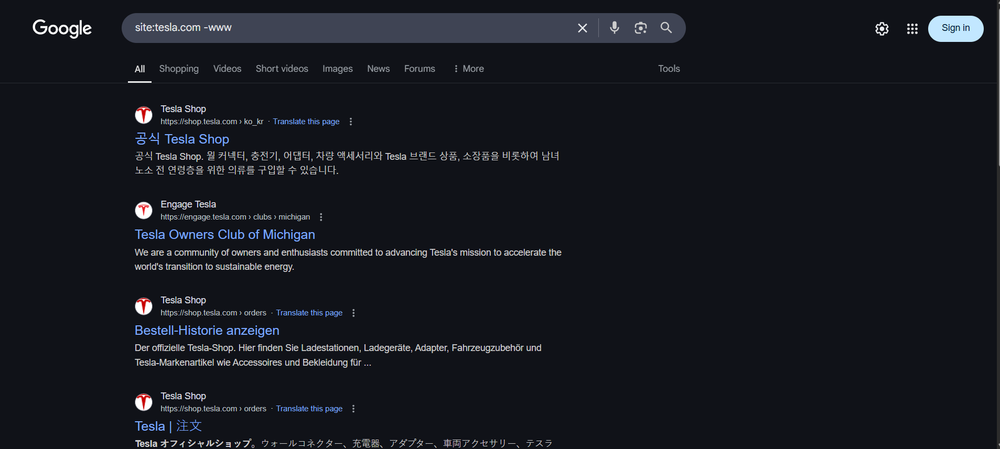 Google
site:tesla.com -www
Sign in
All Shopping Videos Short videos Images News Forums More Tools
Tesla Shop
https://shop.tesla.com › ko_kr · Translate this page
공식 Tesla Shop
공식 Tesla Shop. 월 커넥터, 충전기, 어댑터, 차량 액세서리와 Tesla 브랜드 상품, 소장품을 비롯하여 남녀
노소 전 연령층을 위한 의류를 구입할 수 있습니다.
Engage Tesla
https://engage.tesla.com › clubs › michigan
Tesla Owners Club of Michigan
We are a community of owners and enthusiasts committed to advancing Tesla's mission to accelerate the
world's transition to sustainable energy.
Tesla Shop
https://shop.tesla.com › orders · Translate this page
Bestell-Historie anzeigen
Der offizielle Tesla-Shop. Hier finden Sie Ladestationen, Ladegeräte, Adapter, Fahrzeugzubehör und
Tesla-Markenartikel wie Accessoires und Bekleidung für ...
Tesla Shop
https://shop.tesla.com › orders · Translate this page
Tesla | 注文
Tesla オフィシャルショップ。ウォールコネクター、充電器、アダプター、車両アクセサリー、テスラ